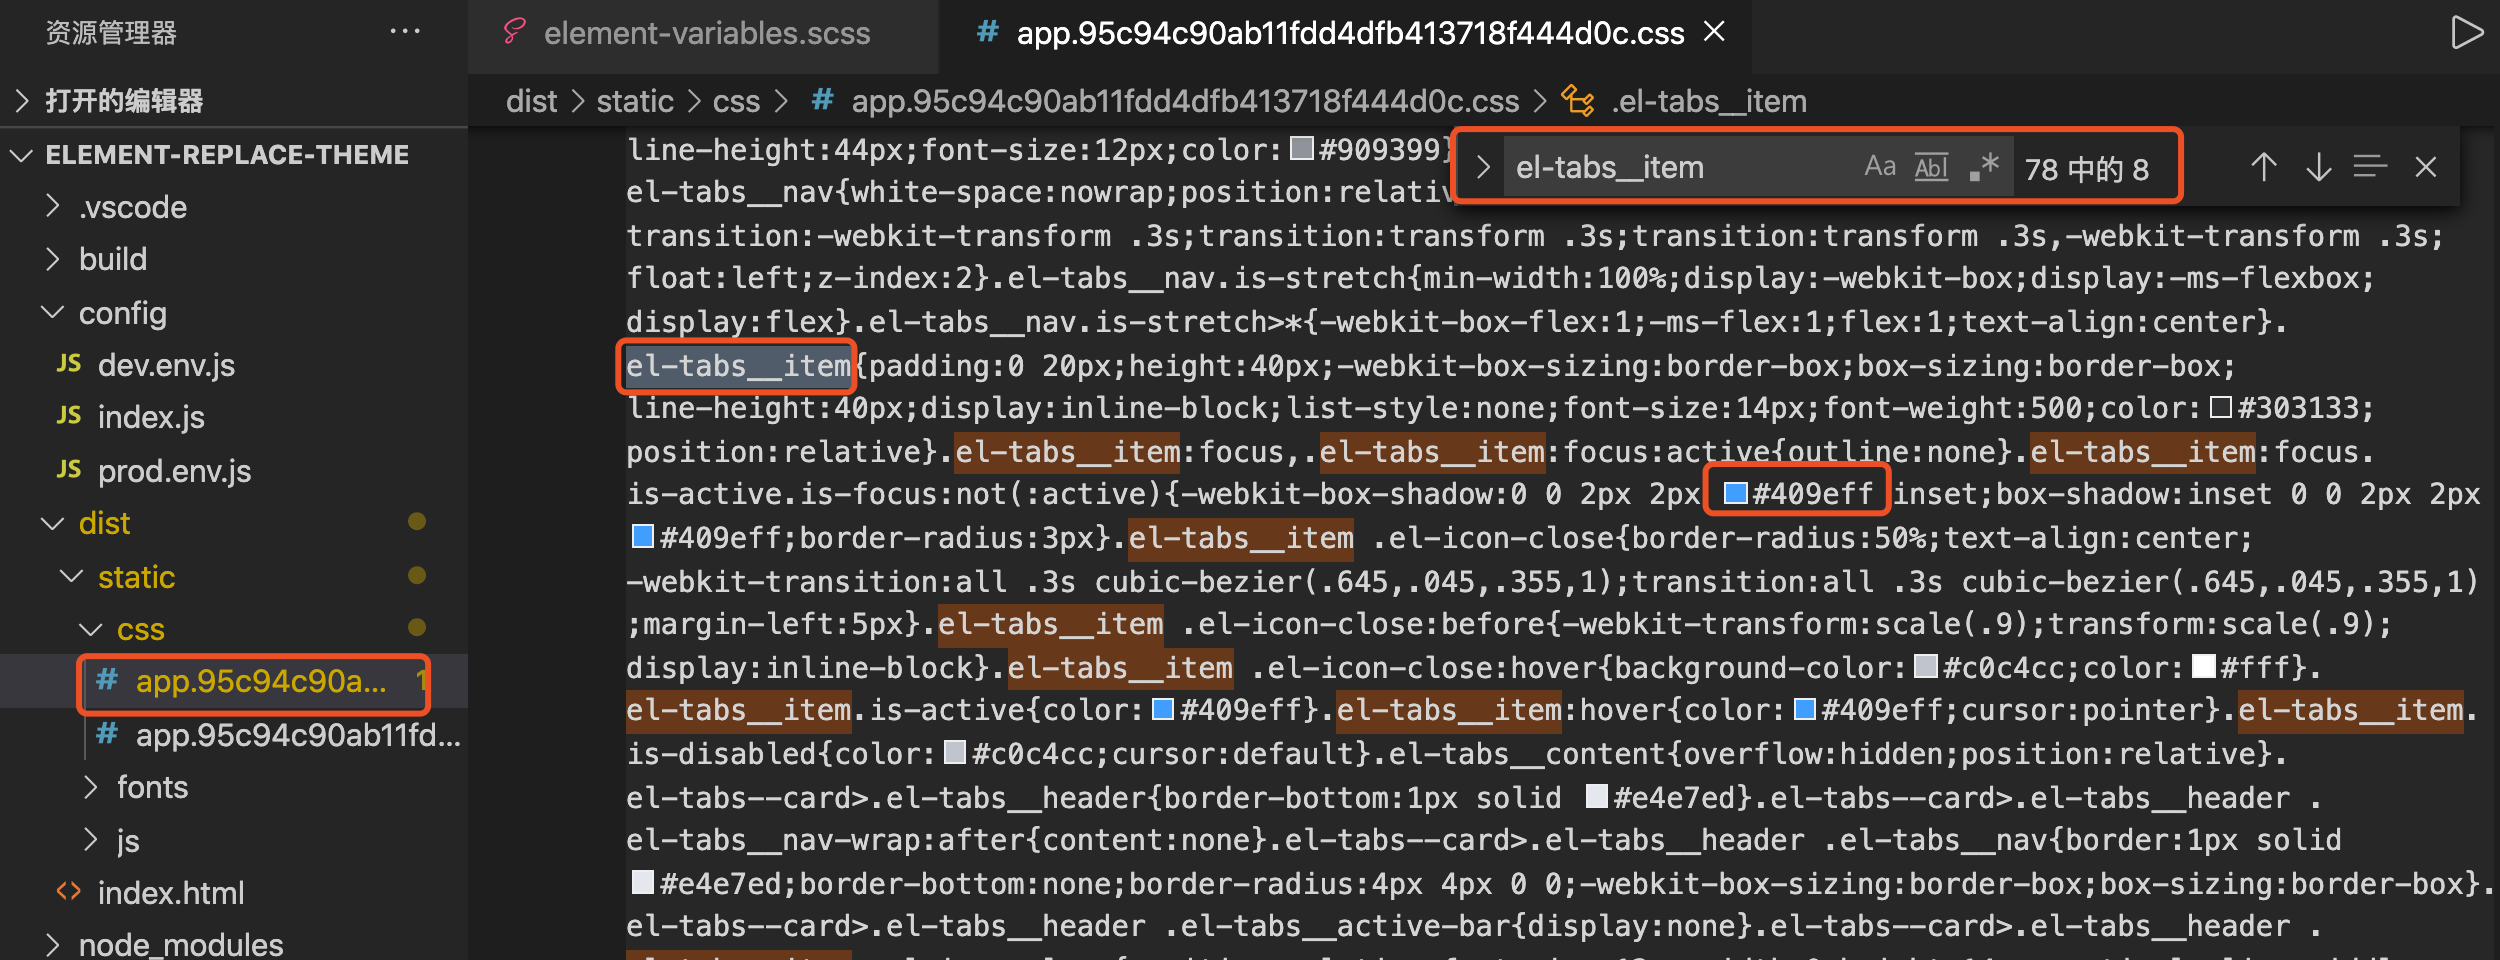 资源管理器 ···
打开的编辑器
ELEMENT-REPLACE-THEME
.vscode
build
config
JS dev.env.js
JS index.js
JS prod.env.js
dist
static
css
# app.95c94c90a... 1
# app.95c94c90ab11fd...
fonts
js
<> index.html
node_modules
element-variables.scss
# app.95c94c90ab11fdd4dfb413718f444d0c.css
dist > static > css > # app.95c94c90ab11fdd4dfb413718f444d0c.css > .el-tabs__item
el-tabs__item Aa Abl .* 78 中的 8
line-height:44px;font-size:12px;color:#909399}
el-tabs__nav{white-space:nowrap;position:relativ
transition:-webkit-transform .3s;transition:transform .3s;transition:transform .3s,-webkit-transform .3s;
float:left;z-index:2}.el-tabs__nav.is-stretch{min-width:100%;display:-webkit-box;display:-ms-flexbox;
display:flex}.el-tabs__nav.is-stretch>*{-webkit-box-flex:1;-ms-flex:1;flex:1;text-align:center}.
el-tabs__item{padding:0 20px;height:40px;-webkit-box-sizing:border-box;box-sizing:border-box;
line-height:40px;display:inline-block;list-style:none;font-size:14px;font-weight:500;color:#303133;
position:relative}.el-tabs__item:focus,.el-tabs__item:focus:active{outline:none}.el-tabs__item:focus.
is-active.is-focus:not(:active){-webkit-box-shadow:0 0 2px 2px #409eff inset;box-shadow:inset 0 0 2px 2px
#409eff;border-radius:3px}.el-tabs__item .el-icon-close{border-radius:50%;text-align:center;
-webkit-transition:all .3s cubic-bezier(.645,.045,.355,1);transition:all .3s cubic-bezier(.645,.045,.355,1)
;margin-left:5px}.el-tabs__item .el-icon-close:before{-webkit-transform:scale(.9);transform:scale(.9);
display:inline-block}.el-tabs__item .el-icon-close:hover{background-color:#c0c4cc;color:#fff}.
el-tabs__item.is-active{color:#409eff}.el-tabs__item:hover{color:#409eff;cursor:pointer}.el-tabs__item.
is-disabled{color:#c0c4cc;cursor:default}.el-tabs__content{overflow:hidden;position:relative}.
el-tabs--card>.el-tabs__header{border-bottom:1px solid #e4e7ed}.el-tabs--card>.el-tabs__header .
el-tabs__nav-wrap:after{content:none}.el-tabs--card>.el-tabs__header .el-tabs__nav{border:1px solid
#e4e7ed;border-bottom:none;border-radius:4px 4px 0 0;-webkit-box-sizing:border-box;box-sizing:border-box}.
el-tabs--card>.el-tabs__header .el-tabs__active-bar{display:none}.el-tabs--card>.el-tabs__header .